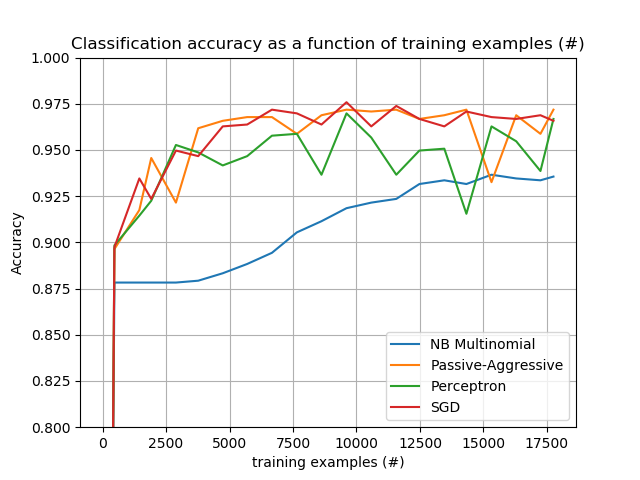 Classification accuracy as a function of training examples (#)
1.000
0.975
0.950
0.925
0.900
0.875
0.850
0.825
0.800
Accuracy
NB Multinomial
Passive-Aggressive
Perceptron
SGD
0 2500 5000 7500 10000 12500 15000 17500
training examples (#)